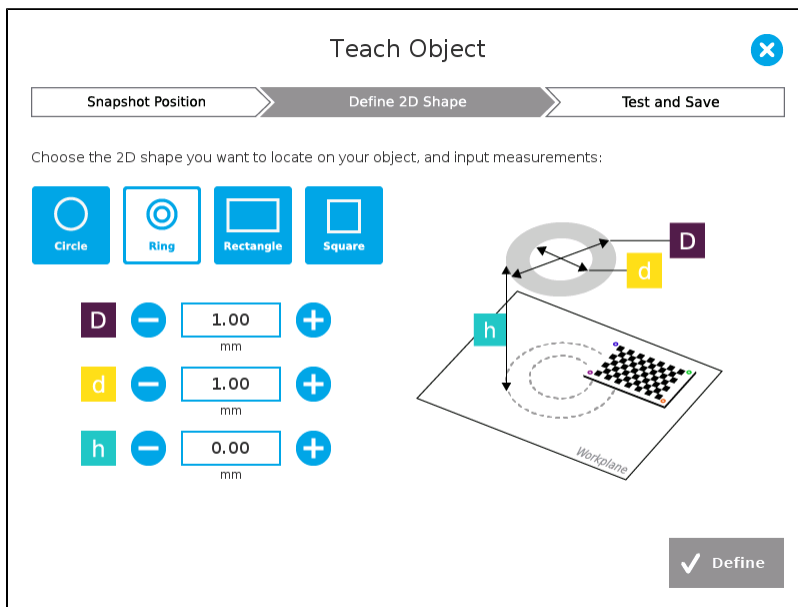 Teach Object
Snapshot Position
Define 2D Shape
Test and Save
Choose the 2D shape you want to locate on your object, and input measurements:
Circle
Ring
Rectangle
Square
D
1.00
mm
d
1.00
mm
h
0.00
mm
D
d
h
Workplane
Define